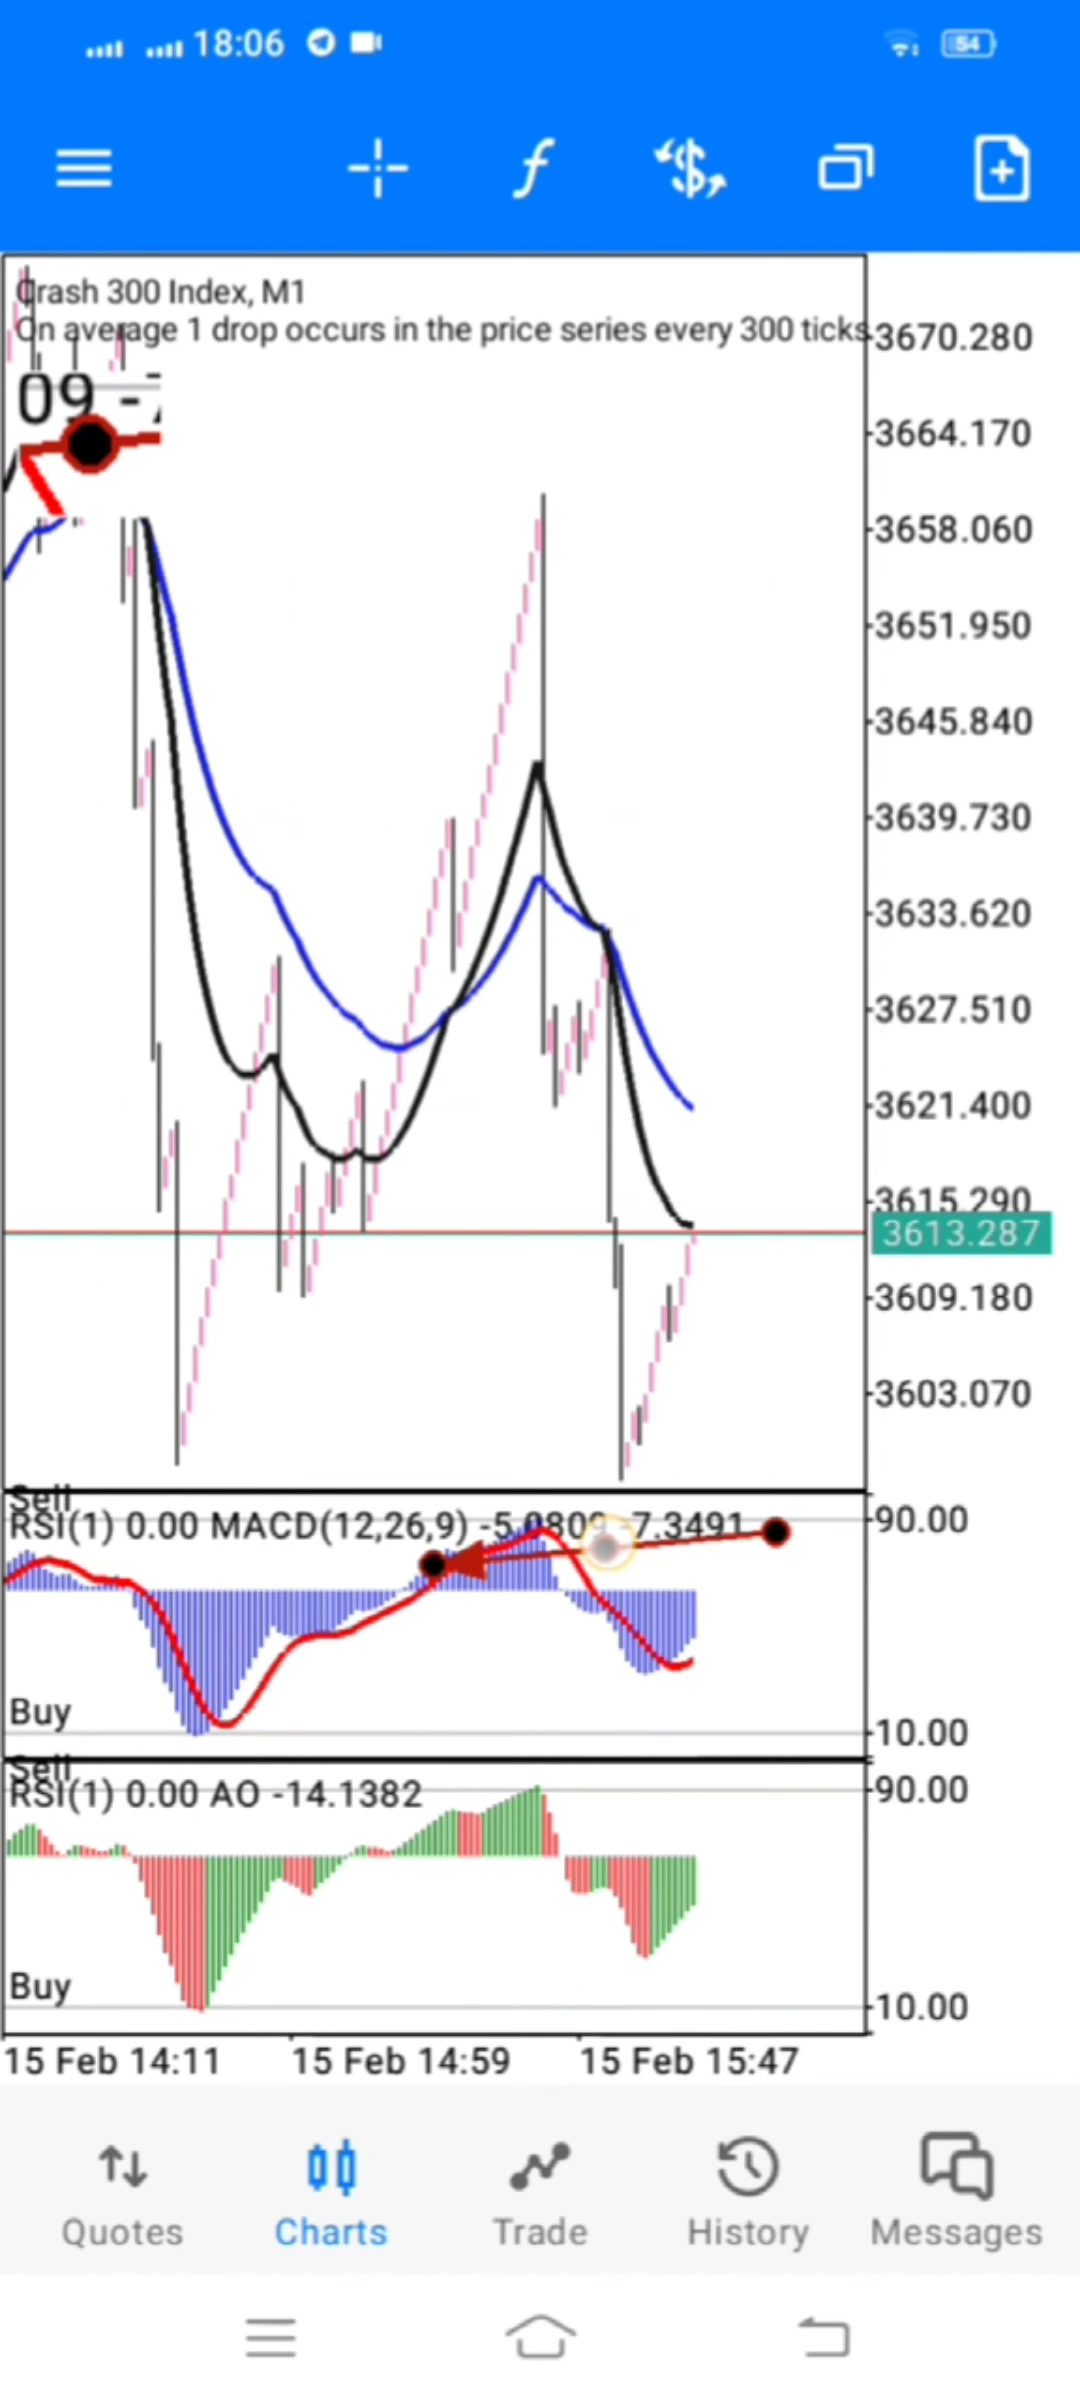 18:06
54
Crash 300 Index, M1
On average 1 drop occurs in the price series every 300 ticks
09 -
3670.280
3664.170
3658.060
3651.950
3645.840
3639.730
3633.620
3627.510
3621.400
3615.290
3613.287
3609.180
3603.070
Sell
RSI(1) 0.00 MACD(12,26,9) -5.0809 -7.3491
90.00
Buy
10.00
Sell
RSI(1) 0.00 AO -14.1382
90.00
Buy
10.00
15 Feb 14:11 15 Feb 14:59 15 Feb 15:47
Quotes Charts Trade History Messages